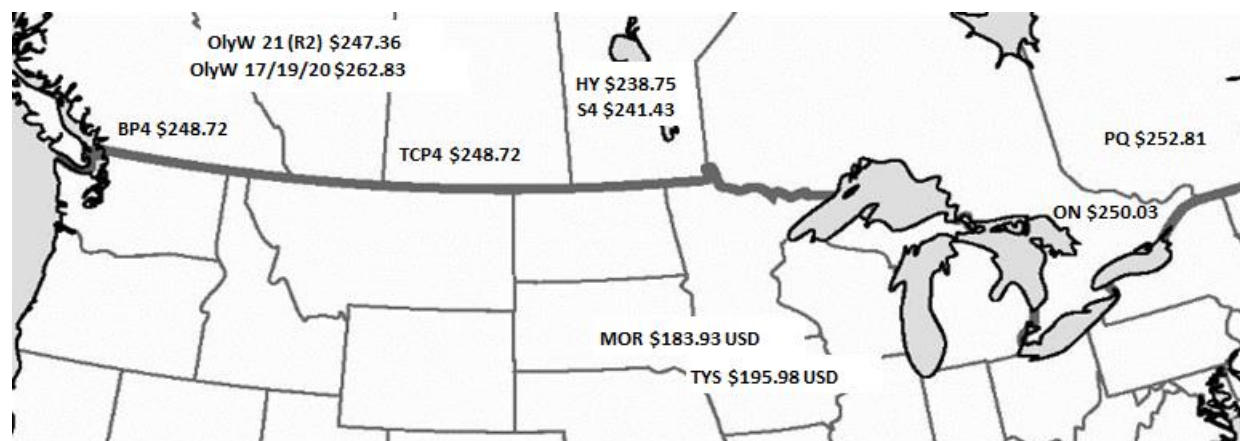 OlyW 21 (R2) $247.36
OlyW 17/19/20 $262.83
HY $238.75
S4 $241.43
BP4 $248.72
TCP4 $248.72
PQ $252.81
ON $250.03
MOR $183.93 USD
TYS $195.98 USD